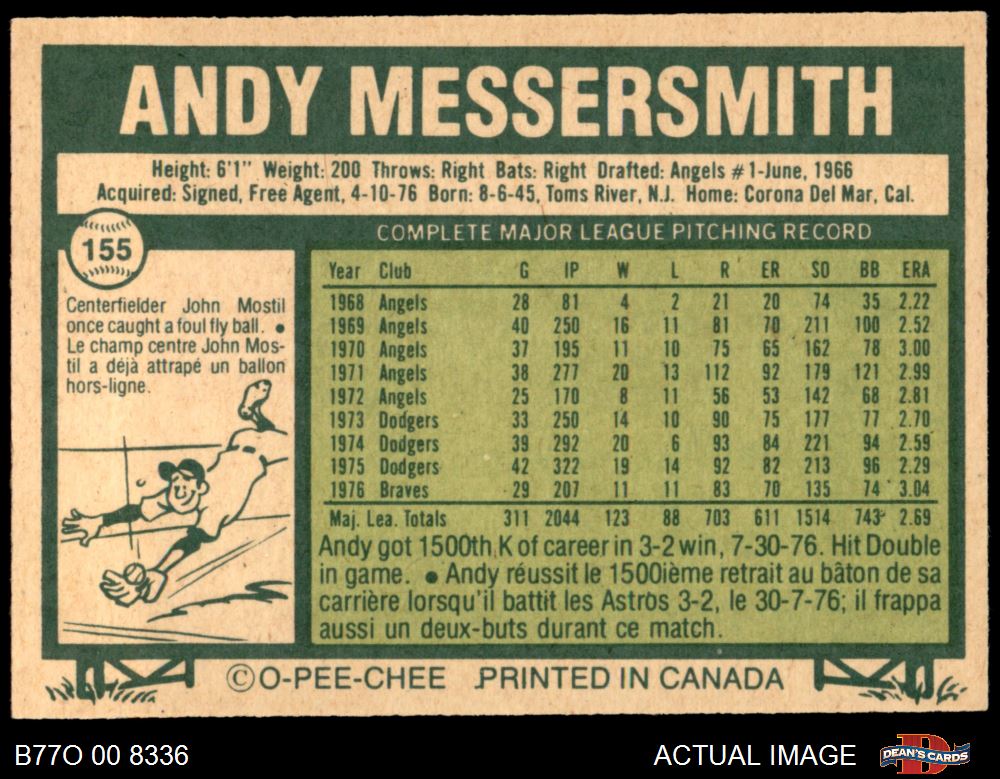 ANDY MESSERSMITH
Height: 6'1" Weight: 200 Throws: Right Bats: Right Drafted: Angels #1-June, 1966
Acquired: Signed, Free Agent, 4-10-76 Born: 8-6-45, Toms River, N.J. Home: Corona Del Mar, Cal.
155
Centerfielder John Mostil
once caught a foul fly ball. •
Le champ centre John Mos-
til a déjà attrapé un ballon
hors-ligne.
COMPLETE MAJOR LEAGUE PITCHING RECORD
Year Club G IP W L R ER SO BB ERA
1968 Angels 28 81 4 2 21 20 74 35 2.22
1969 Angels 40 250 16 11 81 70 211 100 2.52
1970 Angels 37 195 11 10 75 65 162 78 3.00
1971 Angels 38 277 20 13 112 92 179 121 2.99
1972 Angels 25 170 8 11 56 53 142 68 2.81
1973 Dodgers 33 250 14 10 90 75 177 77 2.70
1974 Dodgers 39 292 20 6 93 84 221 94 2.59
1975 Dodgers 42 322 19 14 92 82 213 96 2.29
1976 Braves 29 207 11 11 83 70 135 74 3.04
Maj. Lea. Totals 311 2044 123 88 703 611 1514 743 2.69
Andy got 1500th K of career in 3-2 win, 7-30-76. Hit Double
in game. • Andy réussit le 1500ième retrait au bâton de sa
carrière lorsqu'il battit les Astros 3-2, le 30-7-76; il frappa
aussi un deux-buts durant ce match.
© O-PEE-CHEE PRINTED IN CANADA
B77O 00 8336
ACTUAL IMAGE
DEAN'S CARDS